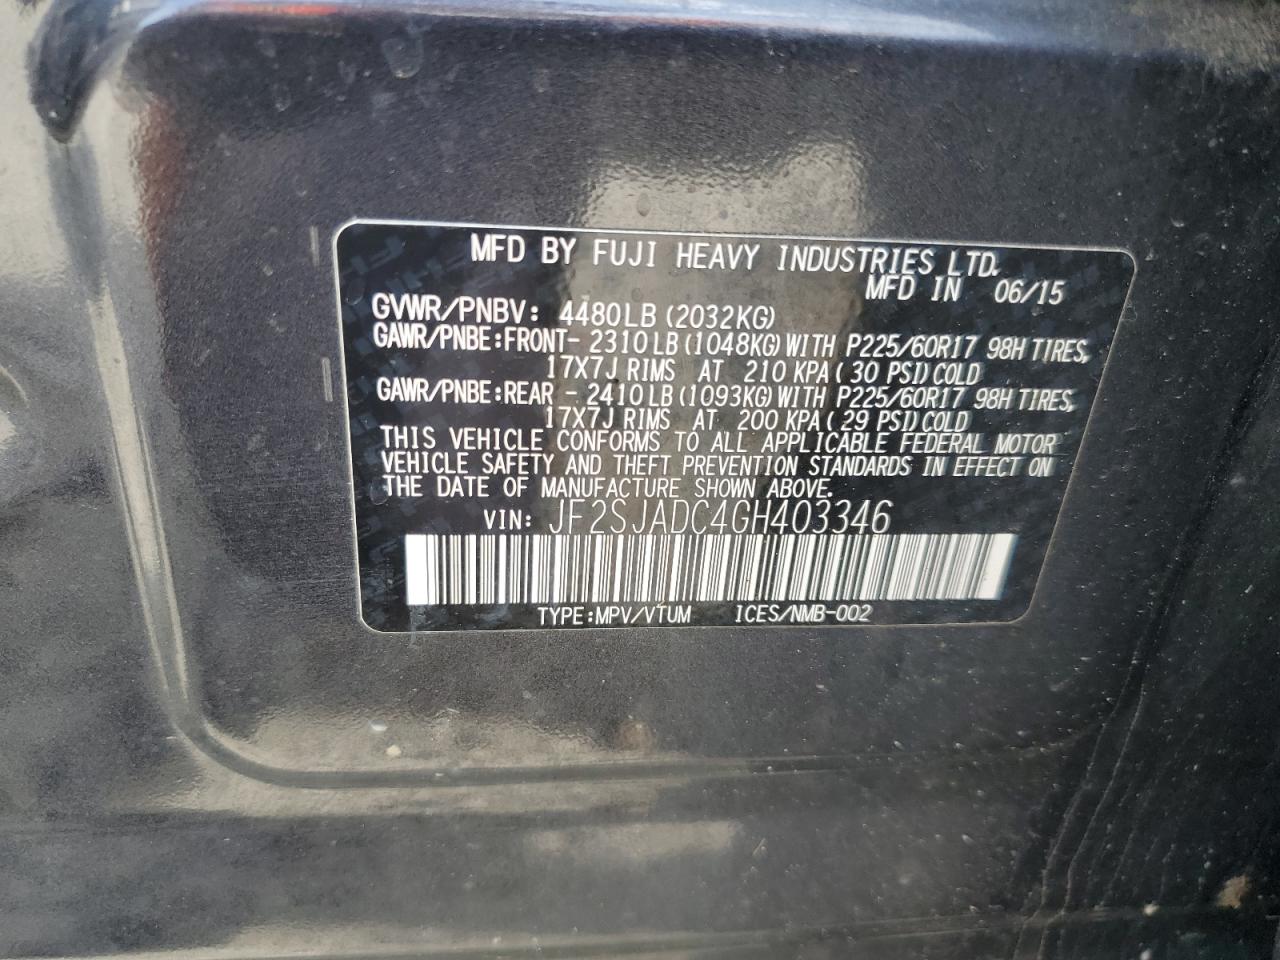 MFD BY FUJI HEAVY INDUSTRIES LTD.
MFD IN 06/15
GVWR/PNBV: 4480LB (2032KG)
GAWR/PNBE:FRONT- 2310LB (1048KG) WITH P225/60R17 98H TIRES,
17X7J RIMS AT 210 KPA ( 30 PSI) COLD
GAWR/PNBE:REAR - 2410LB (1093KG) WITH P225/60R17 98H TIRES,
17X7J RIMS AT 200 KPA ( 29 PSI) COLD
THIS VEHICLE CONFORMS TO ALL APPLICABLE FEDERAL MOTOR
VEHICLE SAFETY AND THEFT PREVENTION STANDARDS IN EFFECT ON
THE DATE OF MANUFACTURE SHOWN ABOVE.
VIN: JF2SJADC4GH403346
TYPE:MPV/VTUM ICES/NMB-002